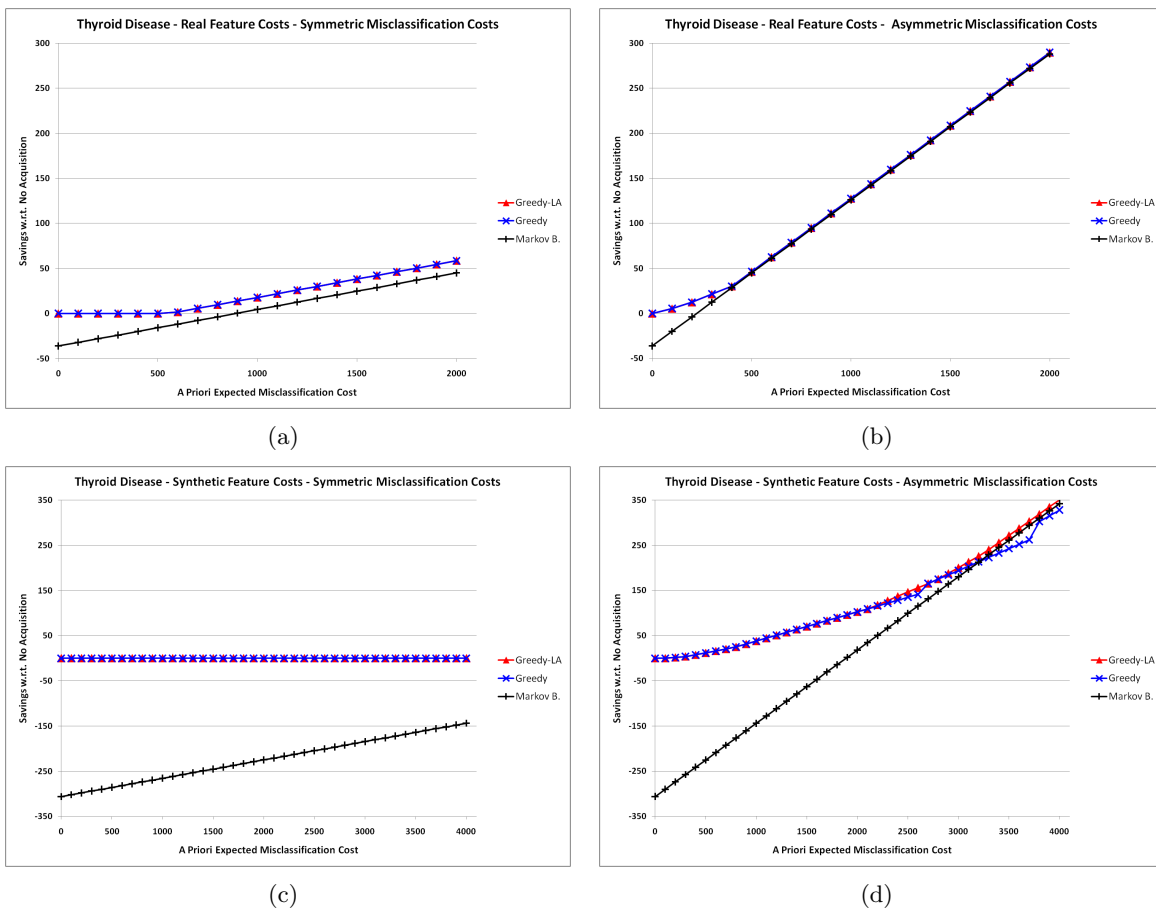 Thyroid Disease - Real Feature Costs - Symmetric Misclassification Costs
Savings w.r.t. No Acquisition
300
250
200
150
100
50
0
-50
0 500 1000 1500 2000
A Priori Expected Misclassification Cost
Greedy-LA
Greedy
Markov B.
(a)
Thyroid Disease - Real Feature Costs - Asymmetric Misclassification Costs
Savings w.r.t. No Acquisition
300
250
200
150
100
50
0
-50
0 500 1000 1500 2000
A Priori Expected Misclassification Cost
Greedy-LA
Greedy
Markov B.
(b)
Thyroid Disease - Synthetic Feature Costs - Symmetric Misclassification Costs
Savings w.r.t. No Acquisition
350
250
150
50
-50
-150
-250
-350
0 500 1000 1500 2000 2500 3000 3500 4000
A Priori Expected Misclassification Cost
Greedy-LA
Greedy
Markov B.
(c)
Thyroid Disease - Synthetic Feature Costs - Asymmetric Misclassification Costs
Savings w.r.t. No Acquisition
350
250
150
50
-50
-150
-250
-350
0 500 1000 1500 2000 2500 3000 3500 4000
A Priori Expected Misclassification Cost
Greedy-LA
Greedy
Markov B.
(d)